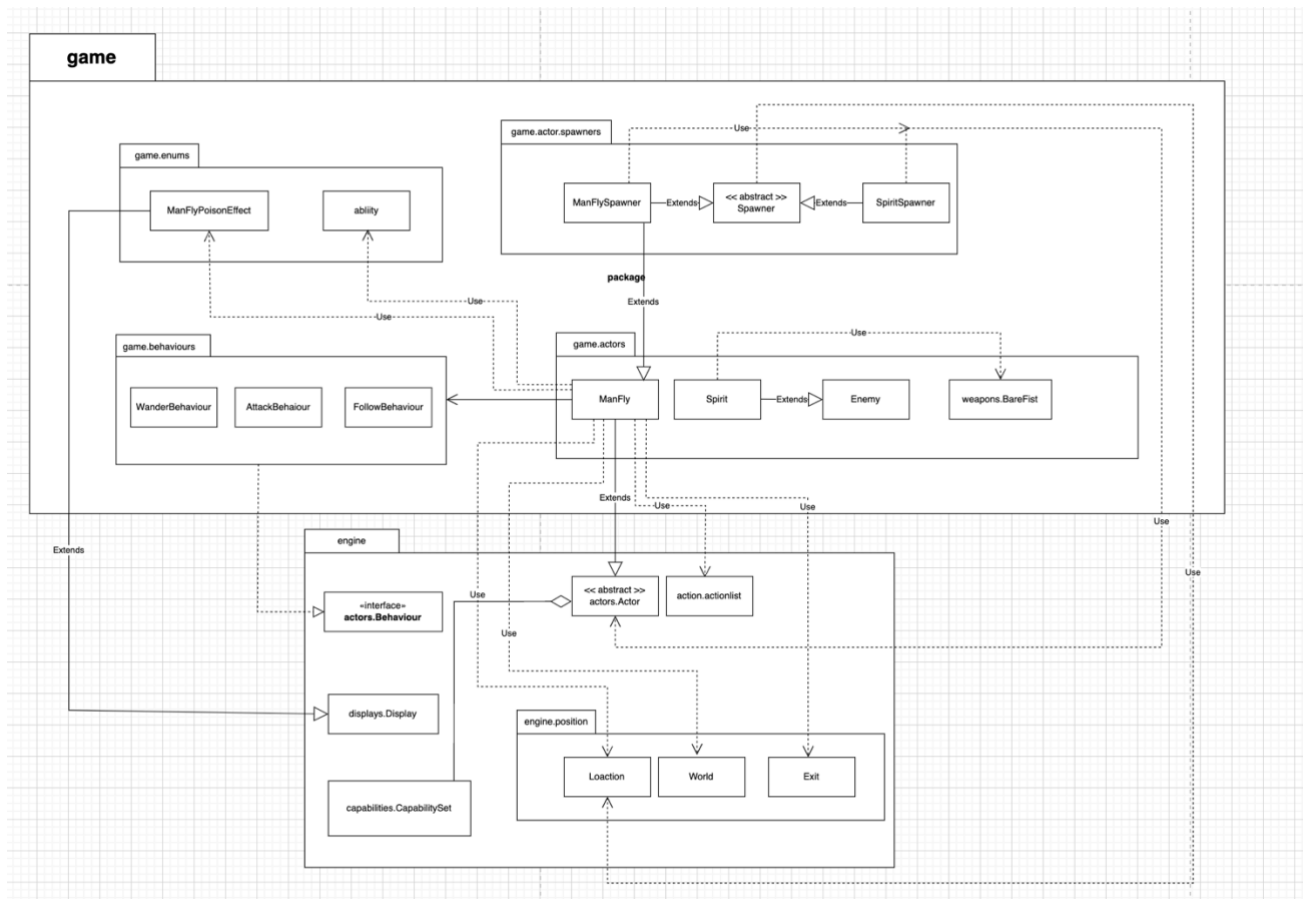 game
game.actor.spawners
Use
game.enums
ManFlyPoisonEffect
abliity
ManFlySpawner
Extends
<< abstract >>
Spawner
Extends
SpiritSpawner
package
Extends
Use
Use
Use
game.behaviours
game.actors
WanderBehaviour
AttackBehaiour
FollowBehaviour
ManFly
Spirit
Extends
Enemy
weapons.BareFist
Extends
Use
Use
Use
Extends
engine
Use
«interface»
actors.Behaviour
Use
<< abstract >>
actors.Actor
action.actionlist
Use
displays.Display
engine.position
Loaction
World
Exit
capabilities.CapabilitySet